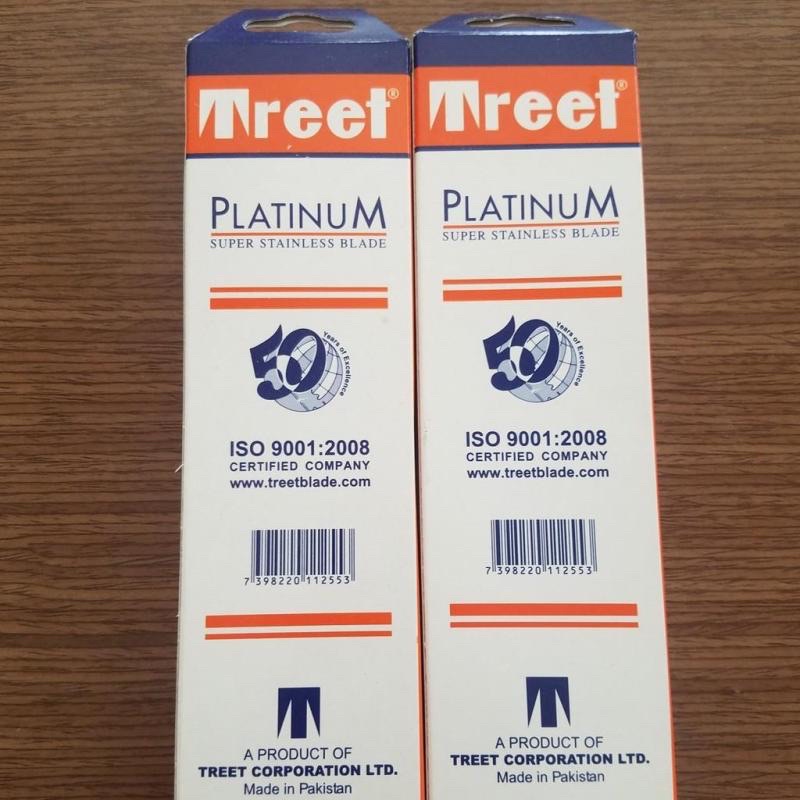 Treet®
PLATINUM
SUPER STAINLESS BLADE
50 Years of Excellence
ISO 9001:2008
CERTIFIED COMPANY
www.treetblade.com
7 398220 112553
A PRODUCT OF
TREET CORPORATION LTD.
Made in Pakistan
Treet®
PLATINUM
SUPER STAINLESS BLADE
50 Years of Excellence
ISO 9001:2008
CERTIFIED COMPANY
www.treetblade.com
7 398220 112553
A PRODUCT OF
TREET CORPORATION LTD.
Made in Pakistan